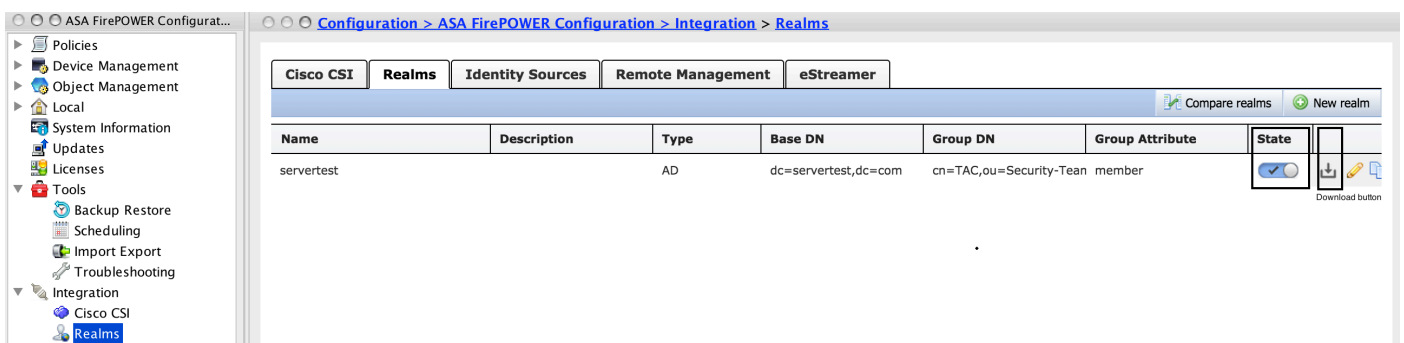 ASA FirePOWER Configurat...
Policies
Device Management
Object Management
Local
System Information
Updates
Licenses
Tools
Backup Restore
Scheduling
Import Export
Troubleshooting
Integration
Cisco CSI
Realms
Configuration > ASA FirePOWER Configuration > Integration > Realms
Cisco CSI Realms Identity Sources Remote Management eStreamer
Compare realms New realm
Name Description Type Base DN Group DN Group Attribute State
servertest AD dc=servertest,dc=com cn=TAC,ou=Security-Tean member
Download button